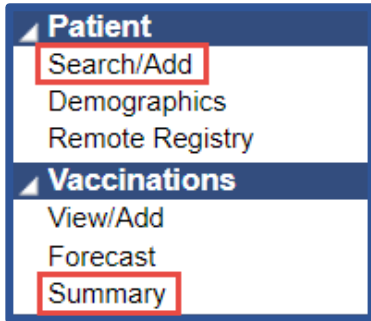 Patient
Search/Add
Demographics
Remote Registry
Vaccinations
View/Add
Forecast
Summary